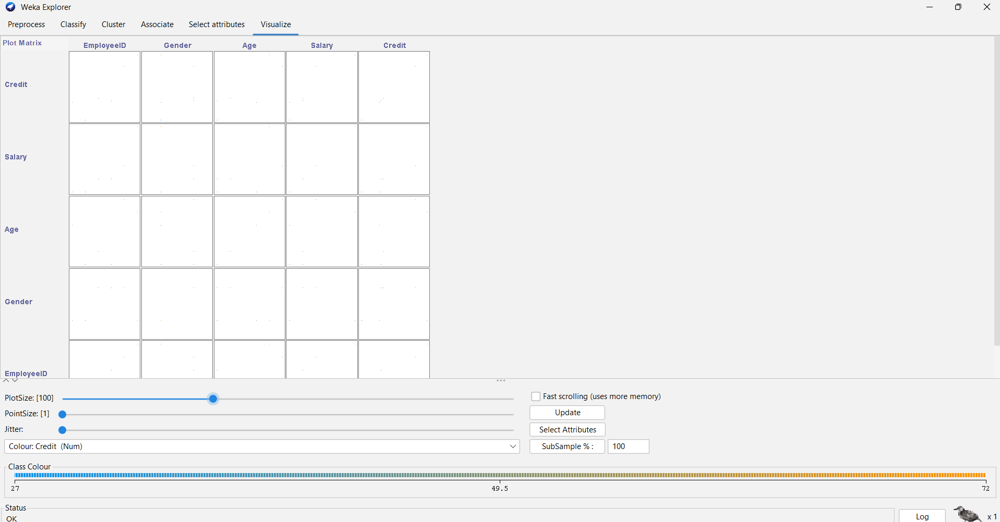 Weka Explorer
Preprocess Classify Cluster Associate Select attributes Visualize
Plot Matrix
EmployeeID Gender Age Salary Credit
Credit
Salary
Age
Gender
EmployeeID
PlotSize: [100]
Fast scrolling (uses more memory)
PointSize: [1]
Update
Jitter:
Select Attributes
Colour: Credit (Num)
SubSample % : 100
Class Colour
27 49.5 72
Status
OK
Log
x 1